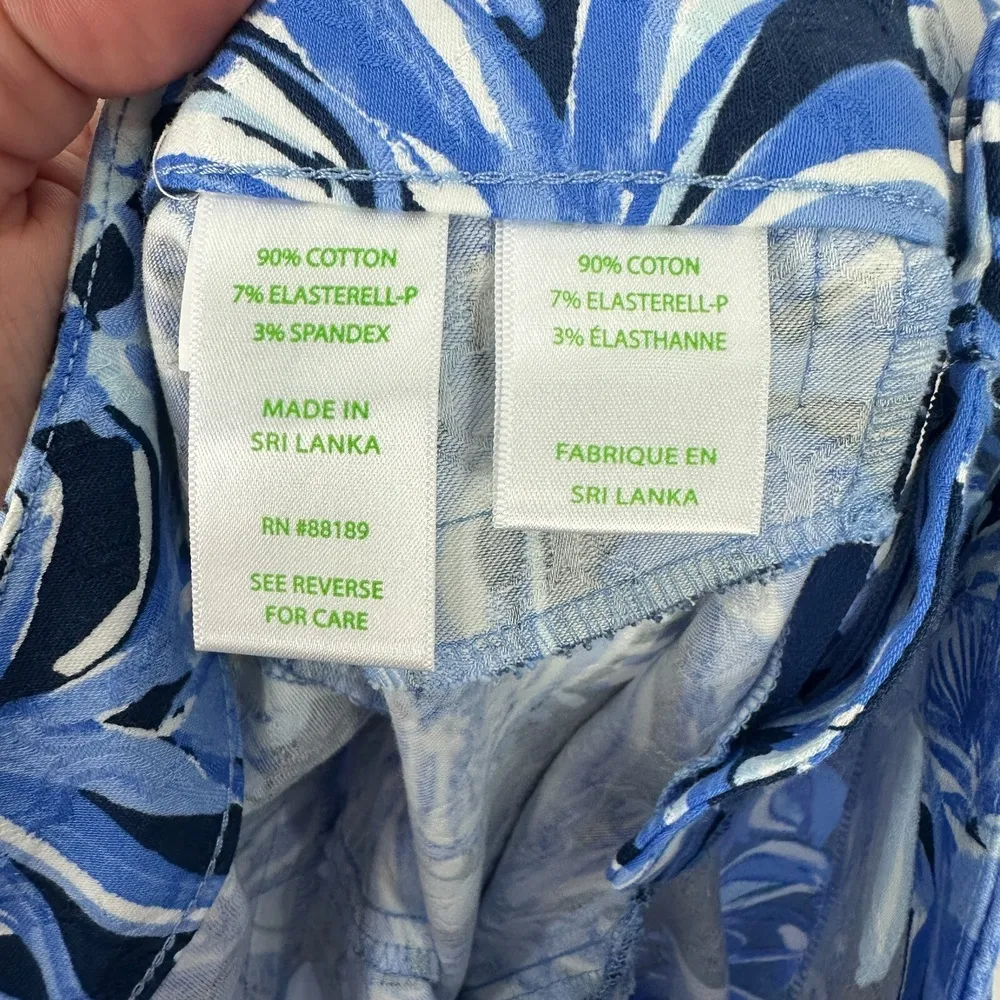 90% COTTON
7% ELASTERELL-P
3% SPANDEX
MADE IN
SRI LANKA
RN #88189
SEE REVERSE
FOR CARE
90% COTON
7% ELASTERELL-P
3% ÉLASTHANNE
FABRIQUE EN
SRI LANKA